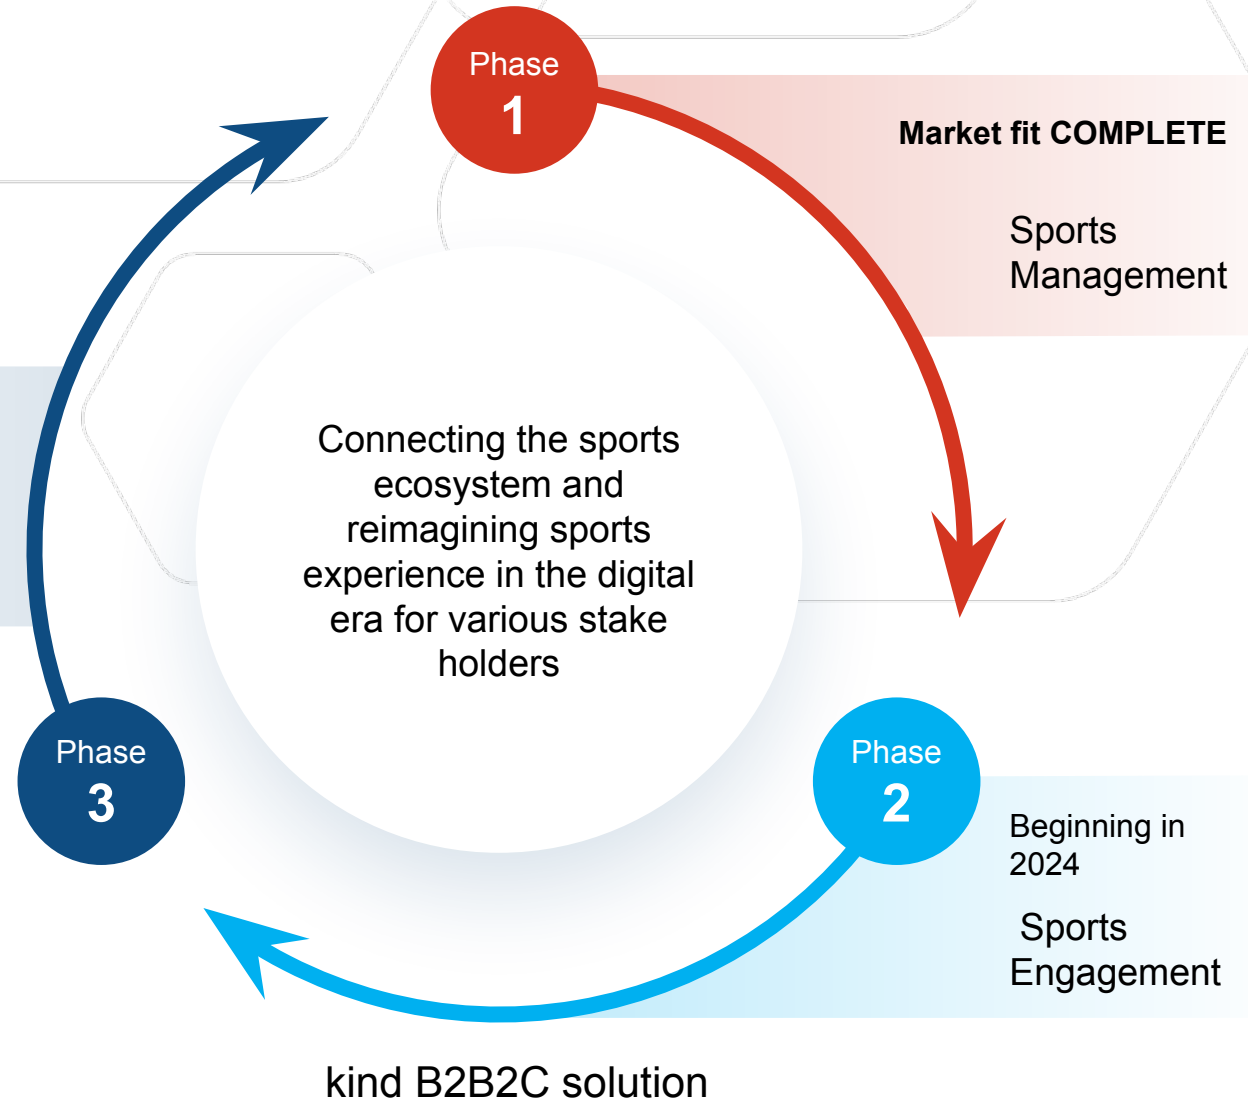 Phase
1
Market fit COMPLETE
Sports
Management
Connecting the sports
ecosystem and
reimagining sports
experience in the digital
era for various stake
holders
Phase
3
Phase
2
Beginning in
2024
Sports
Engagement
kind B2B2C solution